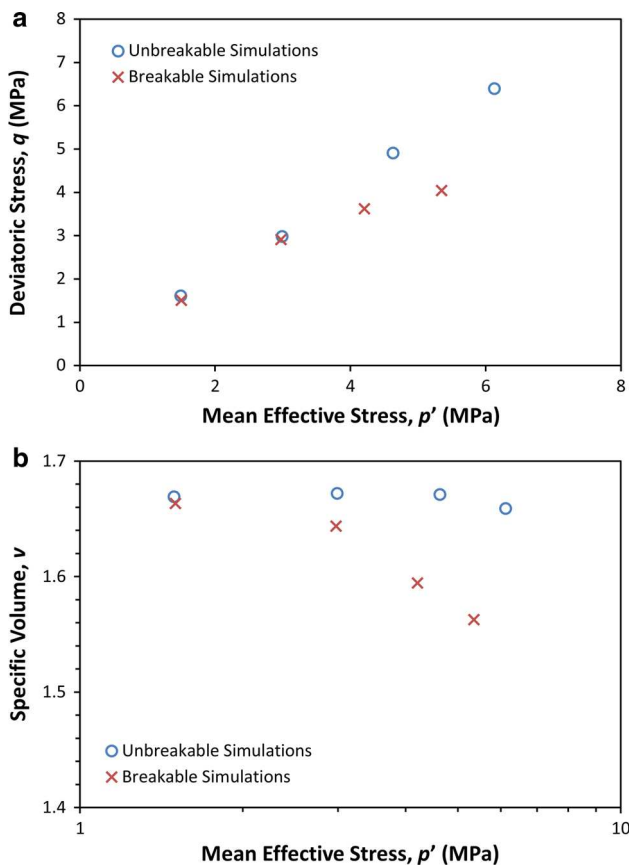 a
8
7
6
5
4
3
2
1
0
Deviatoric Stress, q (MPa)
Unbreakable Simulations
Breakable Simulations
0 2 4 6 8
Mean Effective Stress, p’ (MPa)
b
1.7
1.6
1.5
1.4
Specific Volume, v
Unbreakable Simulations
Breakable Simulations
1 10
Mean Effective Stress, p’ (MPa)